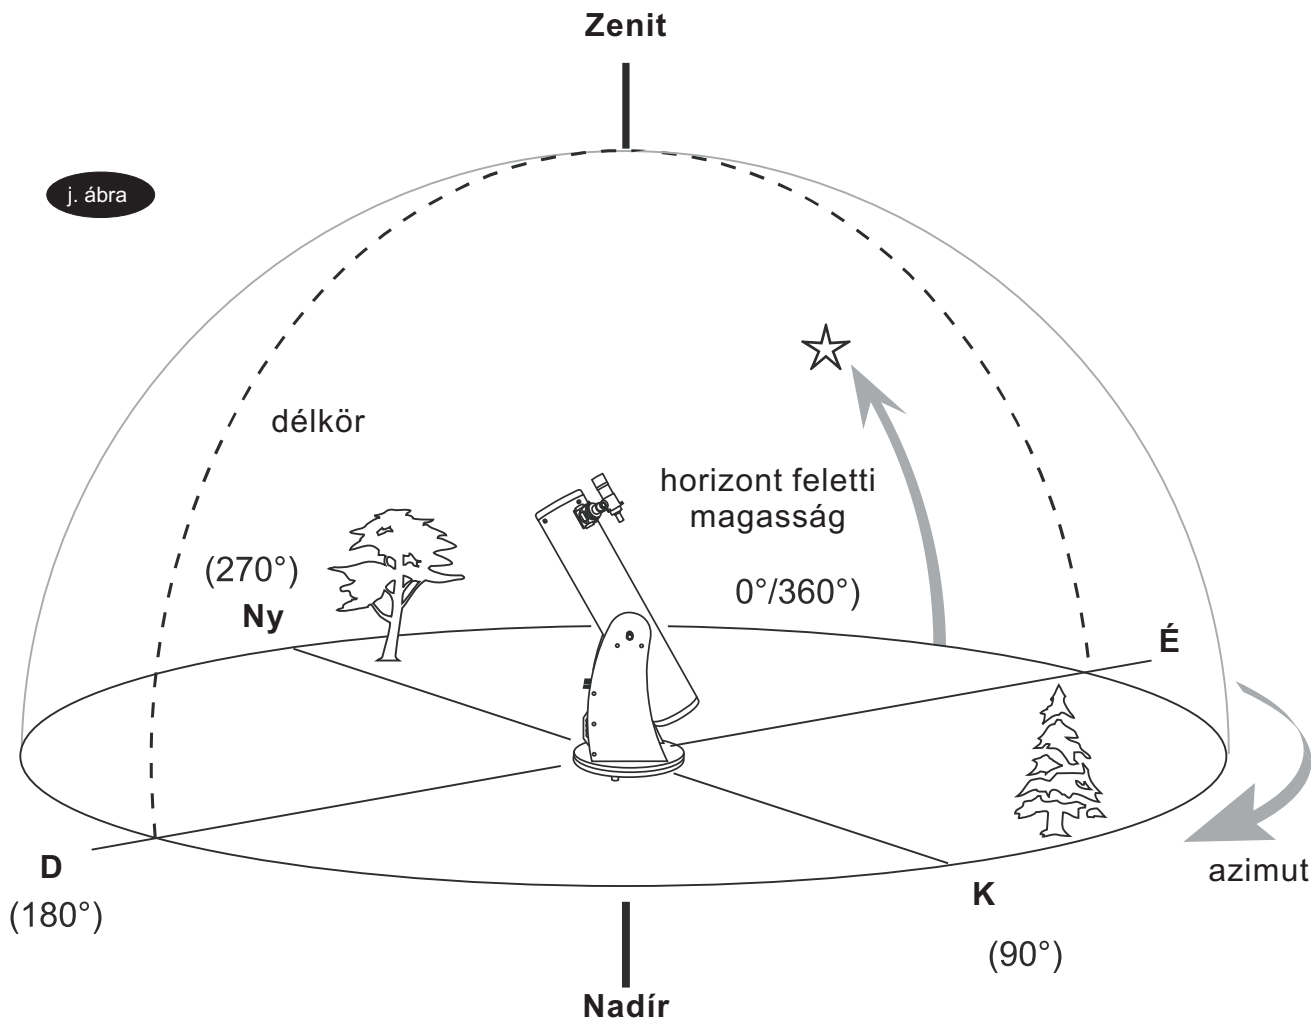 Zenit
j. ábra
délkör
horizont feletti
magasság
(270°)
0°/360°)
Ny
É
D
azimut
K
(180°)
(90°)
Nadír